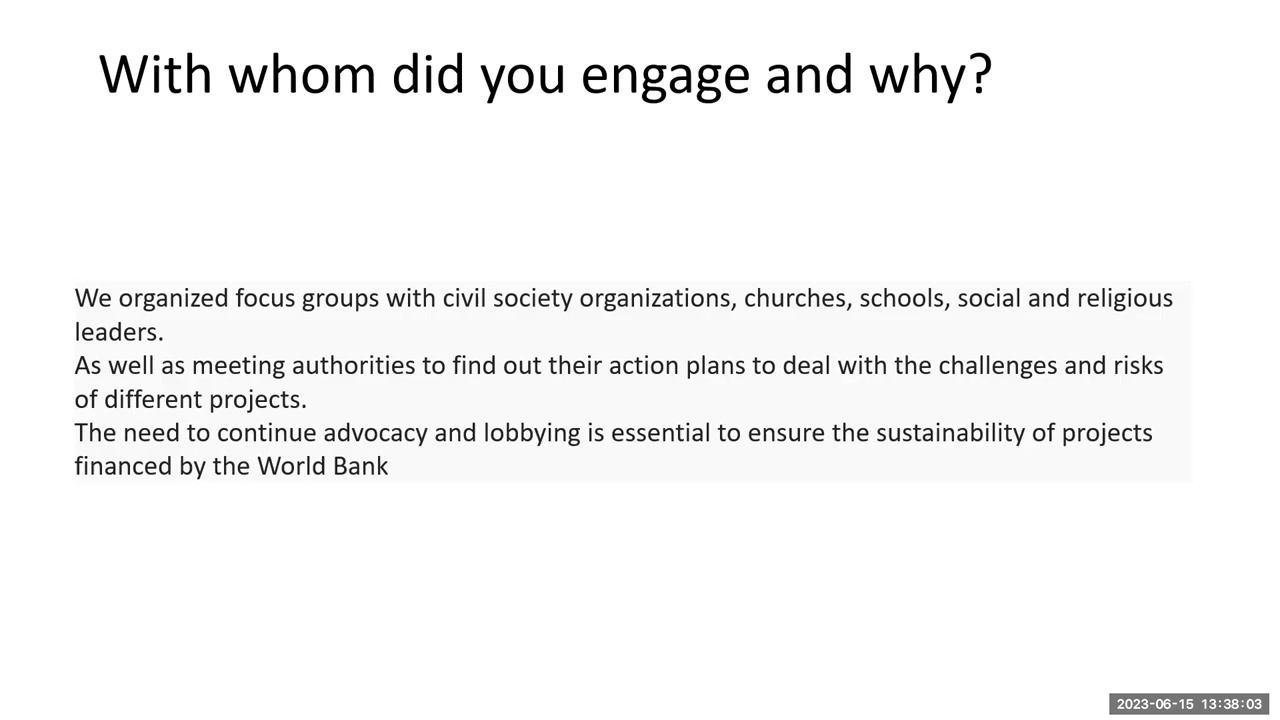 With whom did you engage and why?
We organized focus groups with civil society organizations, churches, schools, social and religious
leaders.
As well as meeting authorities to find out their action plans to deal with the challenges and risks
of different projects.
The need to continue advocacy and lobbying is essential to ensure the sustainability of projects
financed by the World Bank
2023-06-15 13:38:03